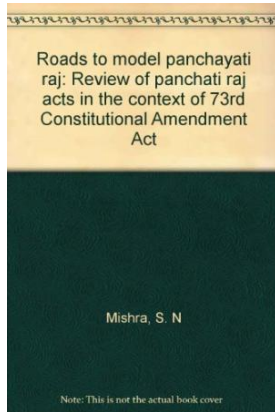 Roads to model panchayati
raj: Review of panchati raj
acts in the context of 73rd
Constitutional Amendment
Act
Mishra, S. N
Note: This is not the actual book cover